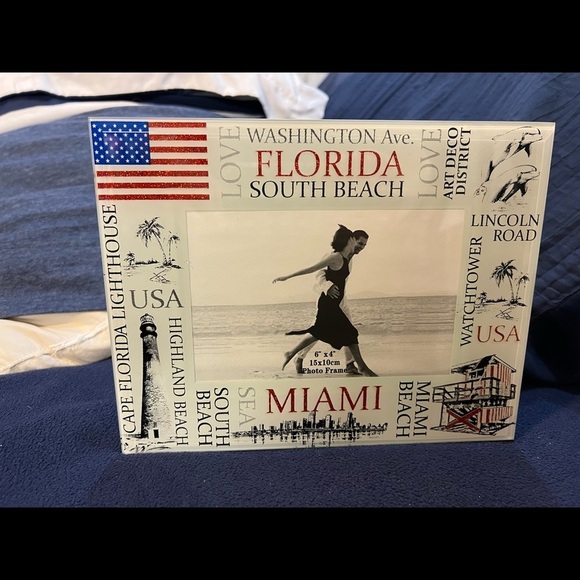 LOVE
WASHINGTON Ave.
FLORIDA
SOUTH BEACH
LOVE
ART DECO
DISTRICT
LINCOLN
ROAD
CAPE FLORIDA LIGHTHOUSE
USA
HIGHLAND BEACH
WATCHTOWER
USA
6" x 4"
15x10cm
Photo Frame
SOUTH
BEACH
SEA
MIAMI
MIAMI
BEACH